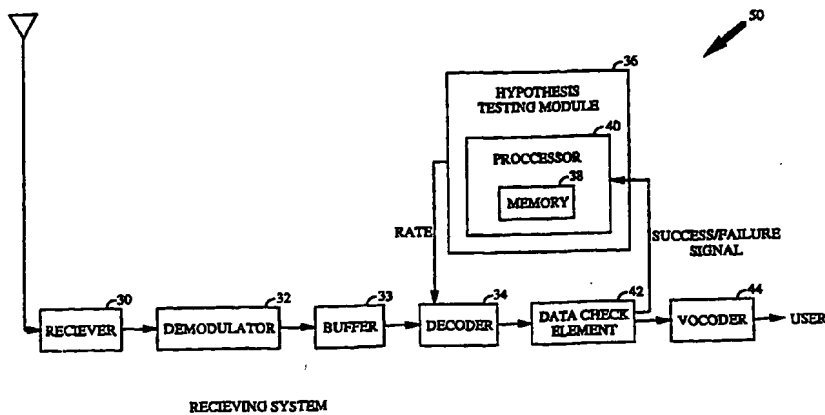 50
36
HYPOTHESIS
TESTING MODULE
40
PROCCESSOR
38
MEMORY
RATE
SUCCESS/FAILURE
SIGNAL
30
RECIEVER
32
DEMODULATOR
33
BUFFER
34
DECODER
42
DATA CHECK
ELEMENT
44
VOCODER
USER
RECIEVING SYSTEM